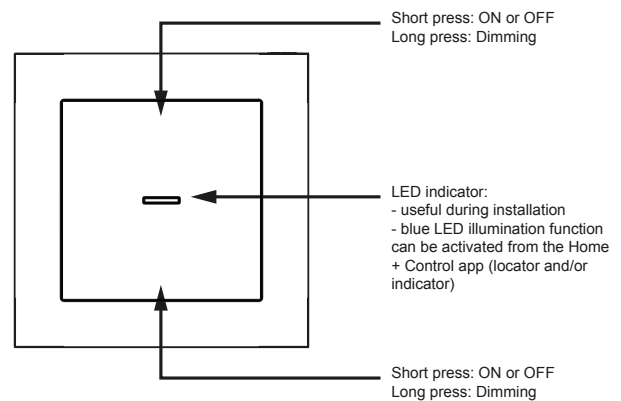 Short press: ON or OFF
Long press: Dimming
LED indicator:
- useful during installation
- blue LED illumination function
can be activated from the Home
+ Control app (locator and/or
indicator)
Short press: ON or OFF
Long press: Dimming